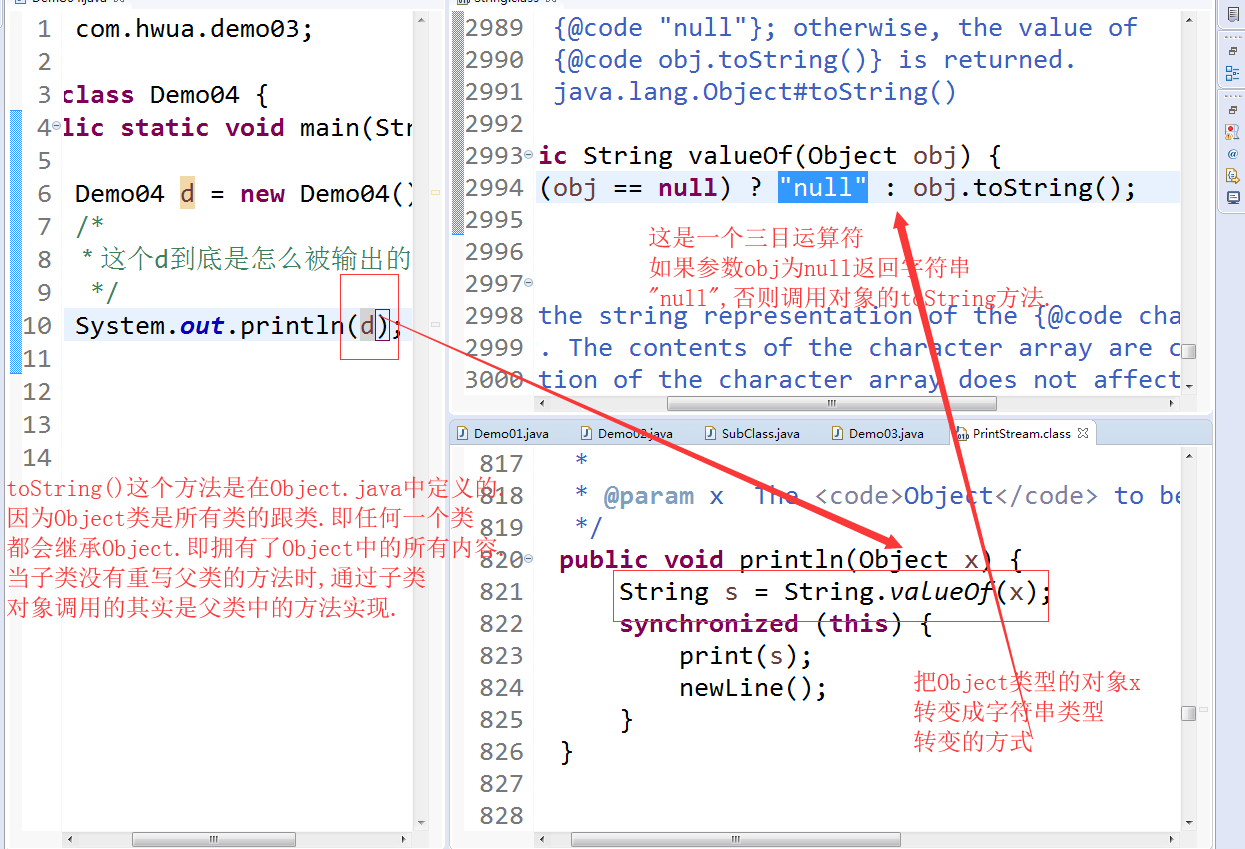 1 com.hwua.demo03;
2
3 class Demo04 {
4 lic static void main(Str
5
6 Demo04 d = new Demo04()
7 /*
8 * 这个d到底是怎么被输出的
9 */
10 System.out.println(d);
11
12
13
14
toString()这个方法是在Object.java中定义的,
因为Object类是所有类的跟类.即任何一个类
都会继承Object.即拥有了Object中的所有内容.
当子类没有重写父类的方法时,通过子类
对象调用的其实是父类中的方法实现.
2989 {@code "null"}; otherwise, the value of
2990 {@code obj.toString()} is returned.
2991 java.lang.Object#toString()
2992
2993 ic String valueOf(Object obj) {
2994 (obj == null) ? "null" : obj.toString();
2995
2996
2997
这是一个三目运算符
如果参数obj为null返回字符串
"null",否则调用对象的toString方法.
2998 the string representation of the {@code cha
2999 . The contents of the character array are c
3000 tion of the character array does not affect
Demo01.java Demo02.java SubClass.java Demo03.java PrintStream.class
817 *
818 * @param x The <code>Object</code> to be
819 */
820 public void println(Object x) {
821 String s = String.valueOf(x);
822 synchronized (this) {
823 print(s);
824 newLine();
825 }
826 }
827
828
把Object类型的对象x
转变成字符串类型
转变的方式